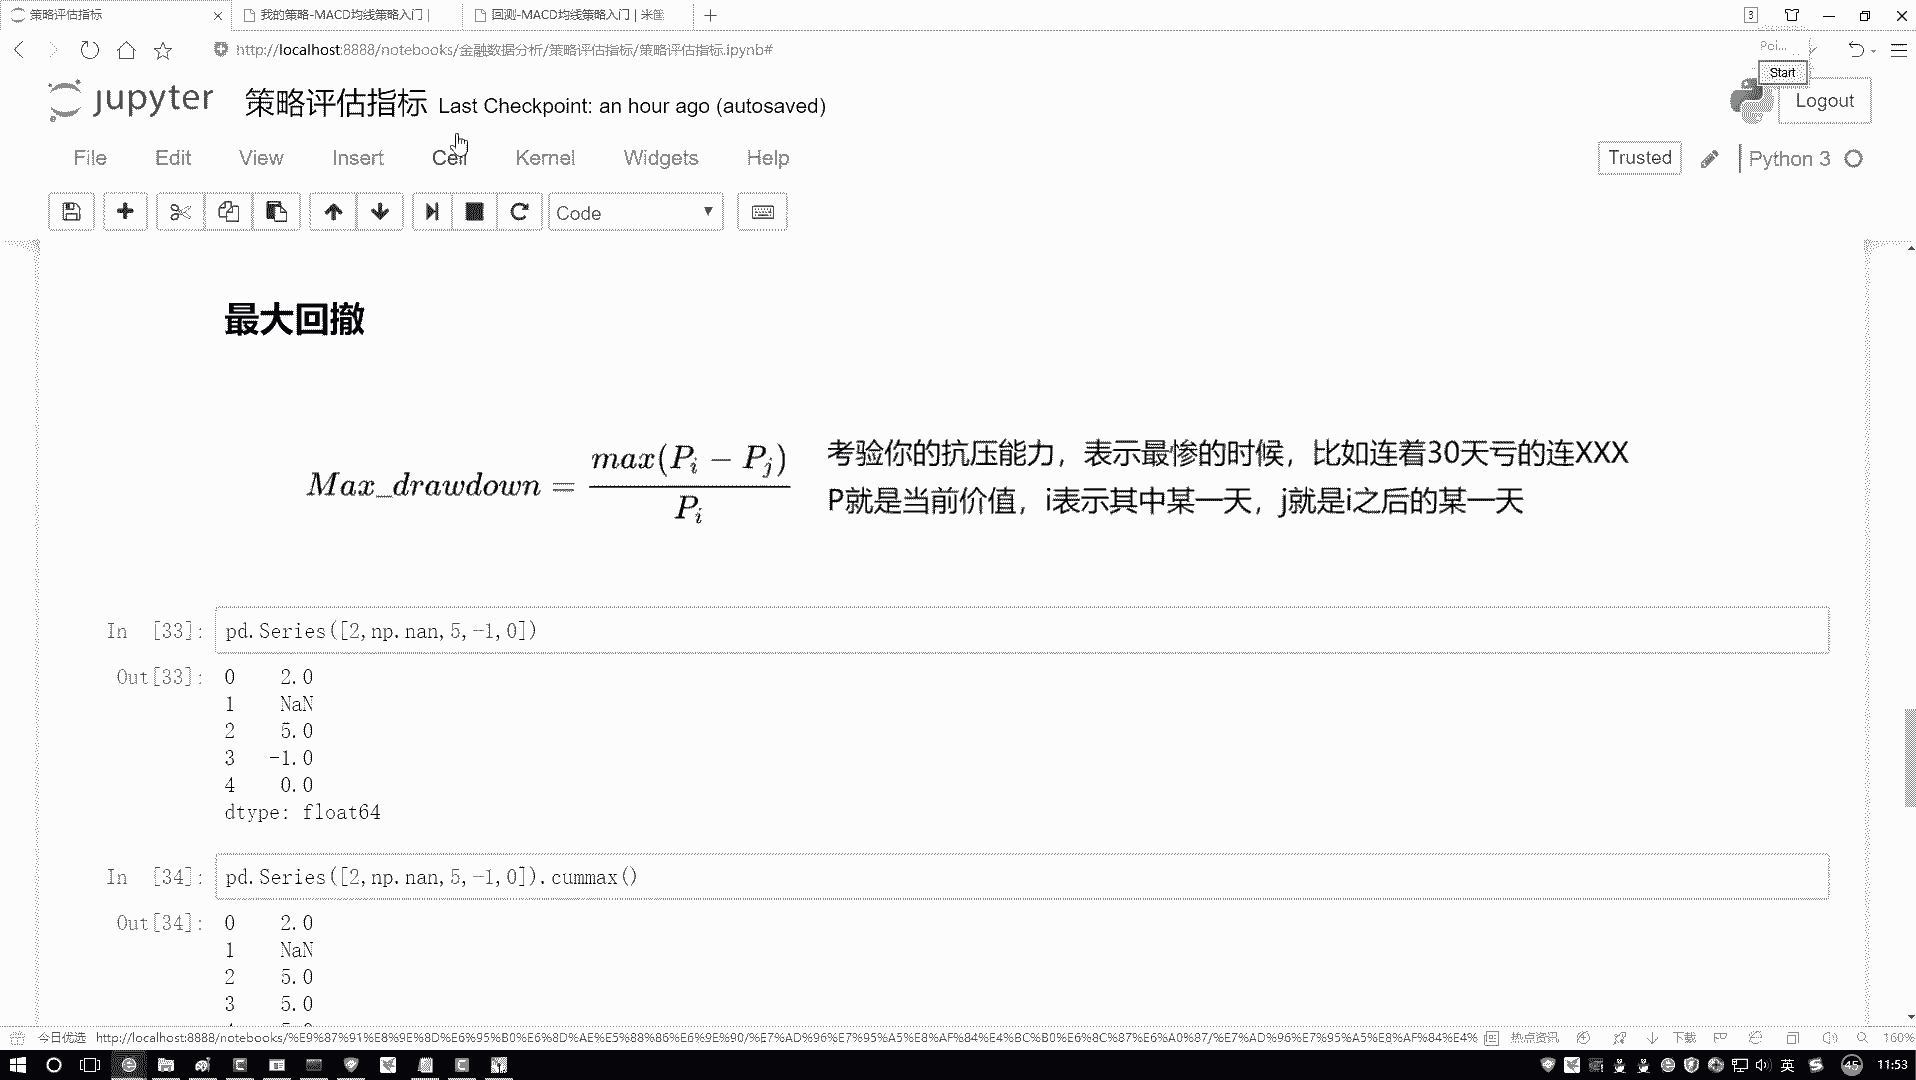 策略评估指标
我的策略-MACD均线策略入门 |
回测-MACD均线策略入门 | 米筐
3
http://localhost:8888/notebooks/金融数据分析/策略评估指标/策略评估指标.ipynb#
Poi...
Start
jupyter 策略评估指标 Last Checkpoint: an hour ago (autosaved)
Logout
File Edit View Insert Cell Kernel Widgets Help
Trusted Python 3
Code
最大回撤
Max_drawdown = max(P_i − P_j) / P_i
考验你的抗压能力，表示最惨的时候，比如连着30天亏的连XXX
P就是当前价值，i表示其中某一天，j就是i之后的某一天
In [33]: pd.Series([2,np.nan,5,-1,0])
Out[33]: 0 2.0
1 NaN
2 5.0
3 -1.0
4 0.0
dtype: float64
In [34]: pd.Series([2,np.nan,5,-1,0]).cummax()
Out[34]: 0 2.0
1 NaN
2 5.0
3 5.0
今日优选 http://localhost:8888/notebooks/%E9%87%91%E8%9E%8D%E6%95%B0%E6%8D%AE%E5%88%86%E6%9E%90/%E7%AD%96%E7%95%A5%E8%AF%84%E4%BC%B0%E6%8C%87%E6%A0%87/%E7%AD%96%E7%95%A5%E8%AF%84%E4%
热点资讯 下载 160%
英 45 11:53